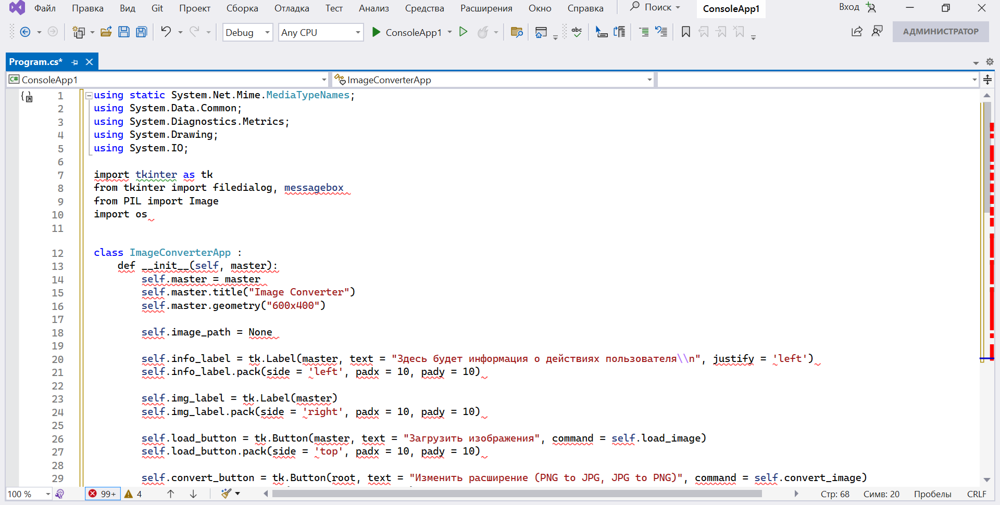 Файл Правка Вид Git Проект Сборка Отладка Тест Анализ Средства Расширения Окно Справка Поиск ConsoleApp1 Вход
Debug Any CPU ConsoleApp1 abc АДМИНИСТРАТОР
Program.cs*
C# ConsoleApp1 ImageConverterApp
1 using static System.Net.Mime.MediaTypeNames;
2 using System.Data.Common;
3 using System.Diagnostics.Metrics;
4 using System.Drawing;
5 using System.IO;
6
7 import tkinter as tk
8 from tkinter import filedialog, messagebox
9 from PIL import Image
10 import os
11
12 class ImageConverterApp :
13 def __init__(self, master):
14 self.master = master
15 self.master.title("Image Converter")
16 self.master.geometry("600x400")
17
18 self.image_path = None
19
20 self.info_label = tk.Label(master, text = "Здесь будет информация о действиях пользователя\\n", justify = 'left')
21 self.info_label.pack(side = 'left', padx = 10, pady = 10)
22
23 self.img_label = tk.Label(master)
24 self.img_label.pack(side = 'right', padx = 10, pady = 10)
25
26 self.load_button = tk.Button(master, text = "Загрузить изображения", command = self.load_image)
27 self.load_button.pack(side = 'top', padx = 10, pady = 10)
28
29 self.convert_button = tk.Button(root, text = "Изменить расширение (PNG to JPG, JPG to PNG)", command = self.convert_image)
100 % 99+ 4 Стр: 68 Симв: 20 Пробелы CRLF